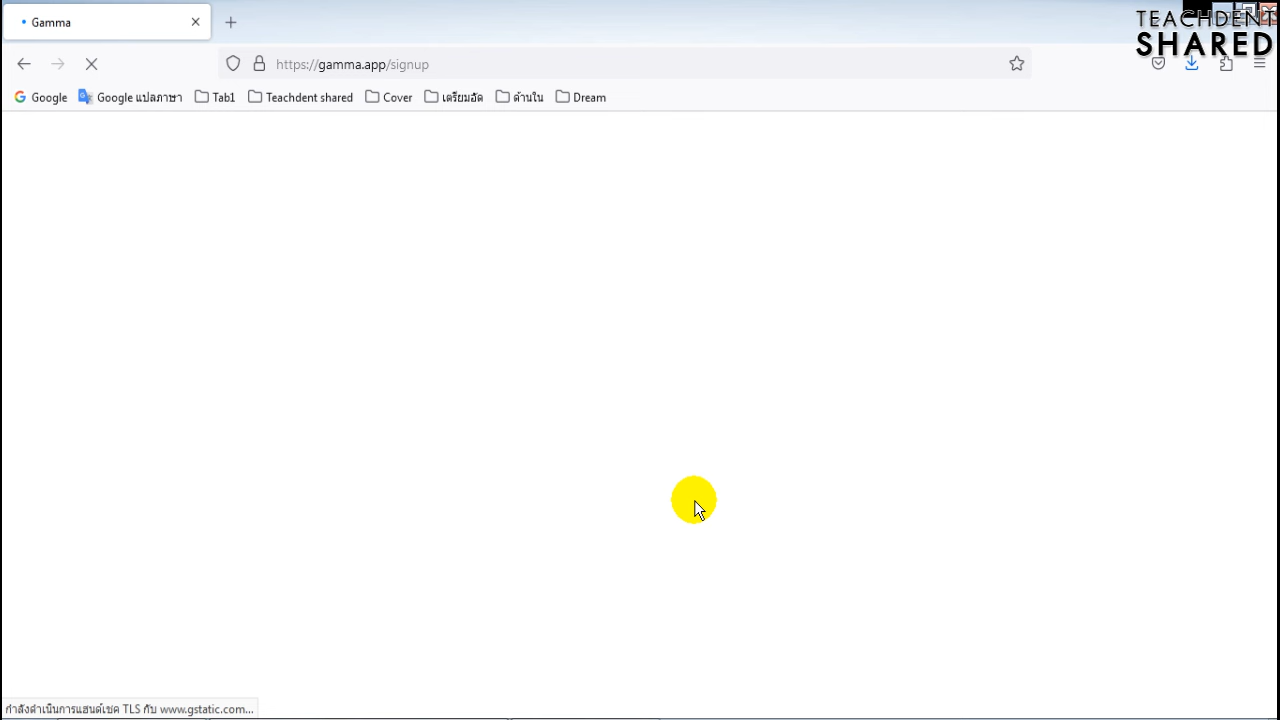 Gamma
TEACHDENT
SHARED
https://gamma.app/signup
Google
Google แปลภาษา
Tab1
Teachdent shared
Cover
เตรียมอัด
ด้านใน
Dream
กำลังดำเนินการแฮนด์เชค TLS กับ www.gstatic.com...